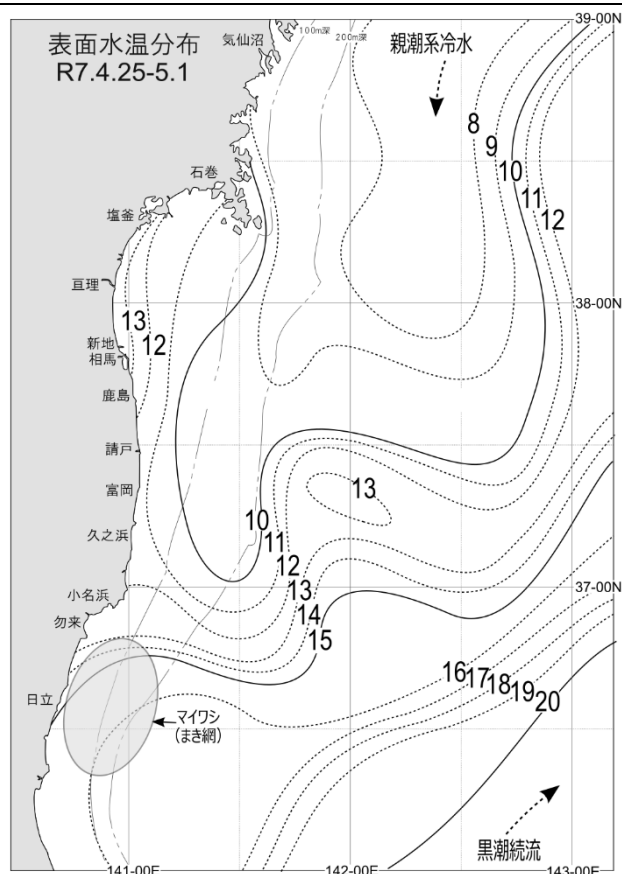 39-00N
表面水温分布
R7.4.25-5.1
気仙沼
100m深
200m深
親潮系冷水
8
9
10
11
12
石巻
塩釜
亘理
38-00N
13
12
新地
相馬
鹿島
請戸
富岡
久之浜
小名浜
勿来
日立
13
10
11
12
13
14
15
37-00N
16
17
18
19
20
マイワシ
(まき網)
黒潮続流
141-00E
142-00E
143-00E